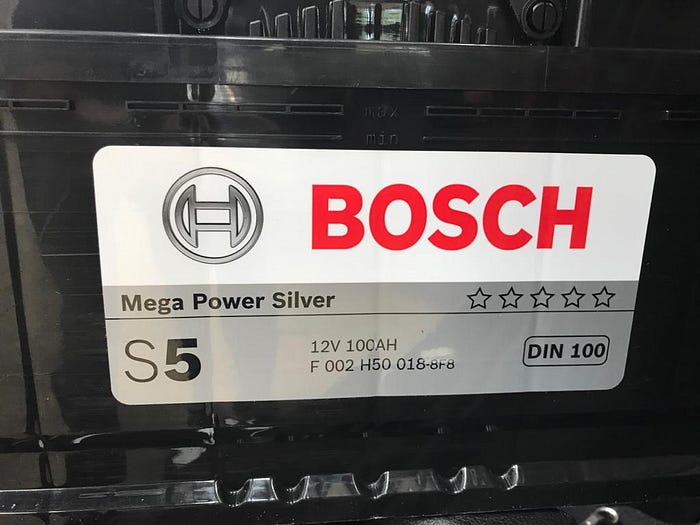 max
min
BOSCH
Mega Power Silver
S5
12V 100AH
F 002 H50 018-8F8
DIN 100